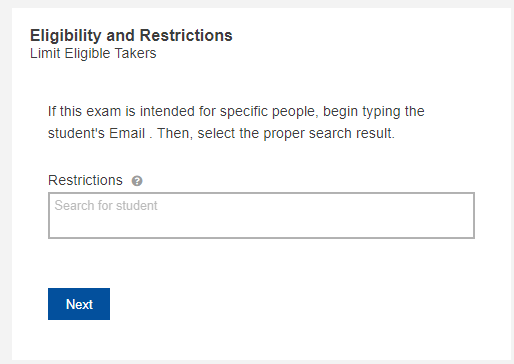 Eligibility and Restrictions
Limit Eligible Takers
If this exam is intended for specific people, begin typing the
student's Email . Then, select the proper search result.
Restrictions ?
Search for student
Next